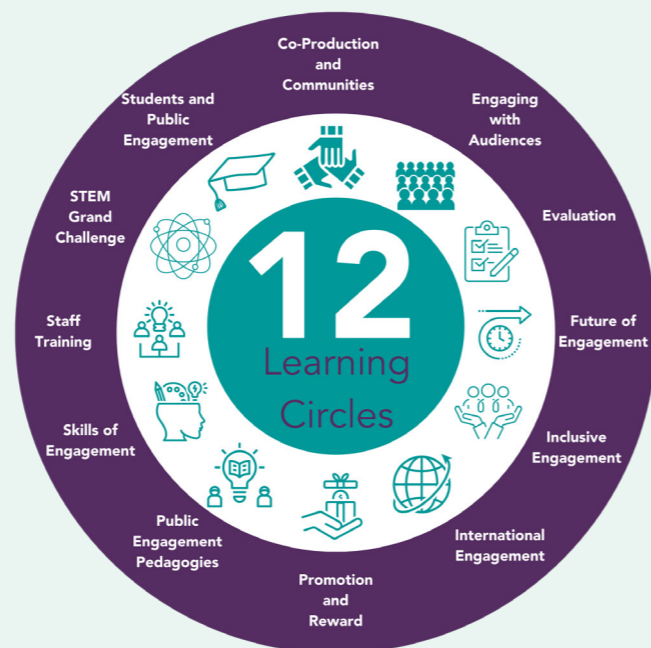 Co-Production
and
Communities
Engaging
with
Audiences
Evaluation
Future of
Engagement
Inclusive
Engagement
International
Engagement
Promotion
and
Reward
Public
Engagement
Pedagogies
Skills of
Engagement
Staff
Training
STEM
Grand
Challenge
Students and
Public
Engagement
12
Learning
Circles